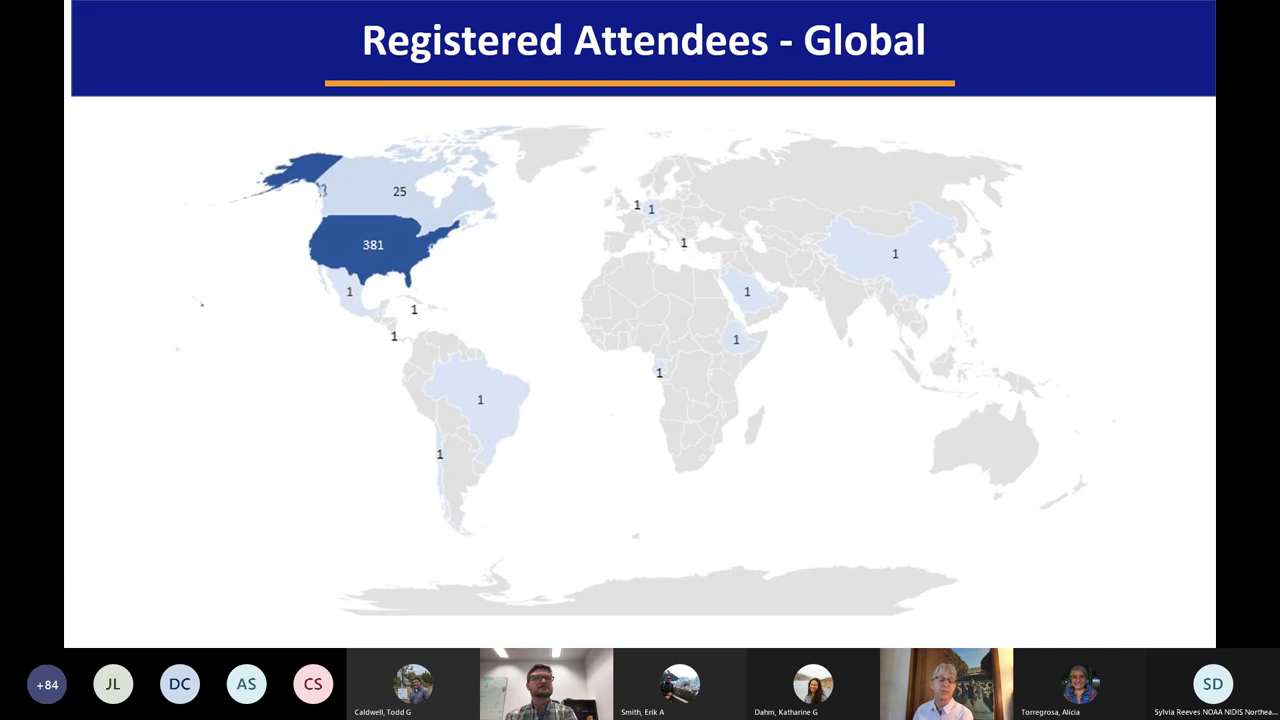 Registered Attendees - Global
25
381
1
1
1
1
1
1
1
1
1
1
1
1
+84
JL
DC
AS
CS
Caldwell, Todd G
Smith, Erik A
Dahm, Katharine G
Torregrosa, Alicia
SD
Sylvia Reeves NOAA NIDIS Northea...